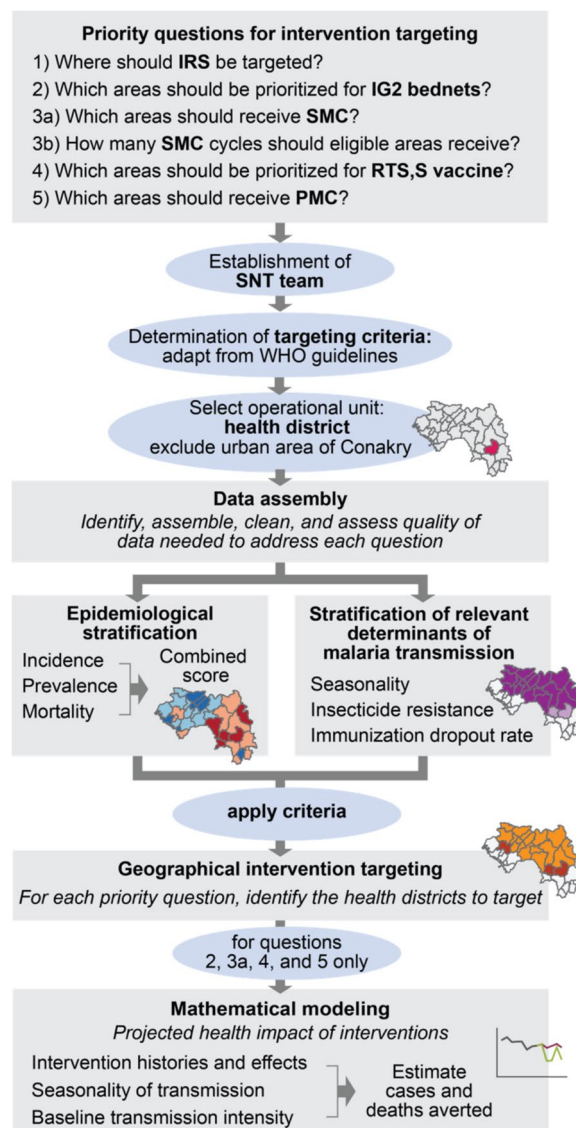 Priority questions for intervention targeting
1) Where should IRS be targeted?
2) Which areas should be prioritized for IG2 bednets?
3a) Which areas should receive SMC?
3b) How many SMC cycles should eligible areas receive?
4) Which areas should be prioritized for RTS,S vaccine?
5) Which areas should receive PMC?
Establishment of
SNT team
Determination of targeting criteria:
adapt from WHO guidelines
Select operational unit:
health district
exclude urban area of Conakry
Data assembly
Identify, assemble, clean, and assess quality of
data needed to address each question
Epidemiological
stratification
Incidence
Prevalence
Mortality
Combined
score
Stratification of relevant
determinants of
malaria transmission
Seasonality
Insecticide resistance
Immunization dropout rate
apply criteria
Geographical intervention targeting
For each priority question, identify the health districts to target
for questions
2, 3a, 4, and 5 only
Mathematical modeling
Projected health impact of interventions
Intervention histories and effects
Seasonality of transmission
Baseline transmission intensity
Estimate
cases and
deaths averted